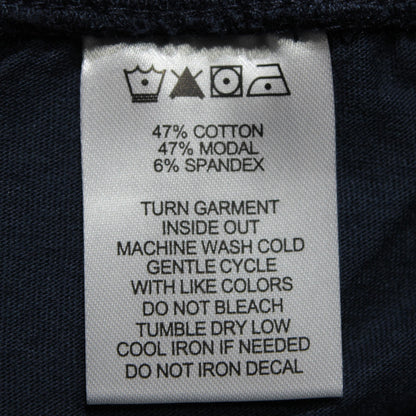 47% COTTON
47% MODAL
6% SPANDEX
TURN GARMENT
INSIDE OUT
MACHINE WASH COLD
GENTLE CYCLE
WITH LIKE COLORS
DO NOT BLEACH
TUMBLE DRY LOW
COOL IRON IF NEEDED
DO NOT IRON DECAL